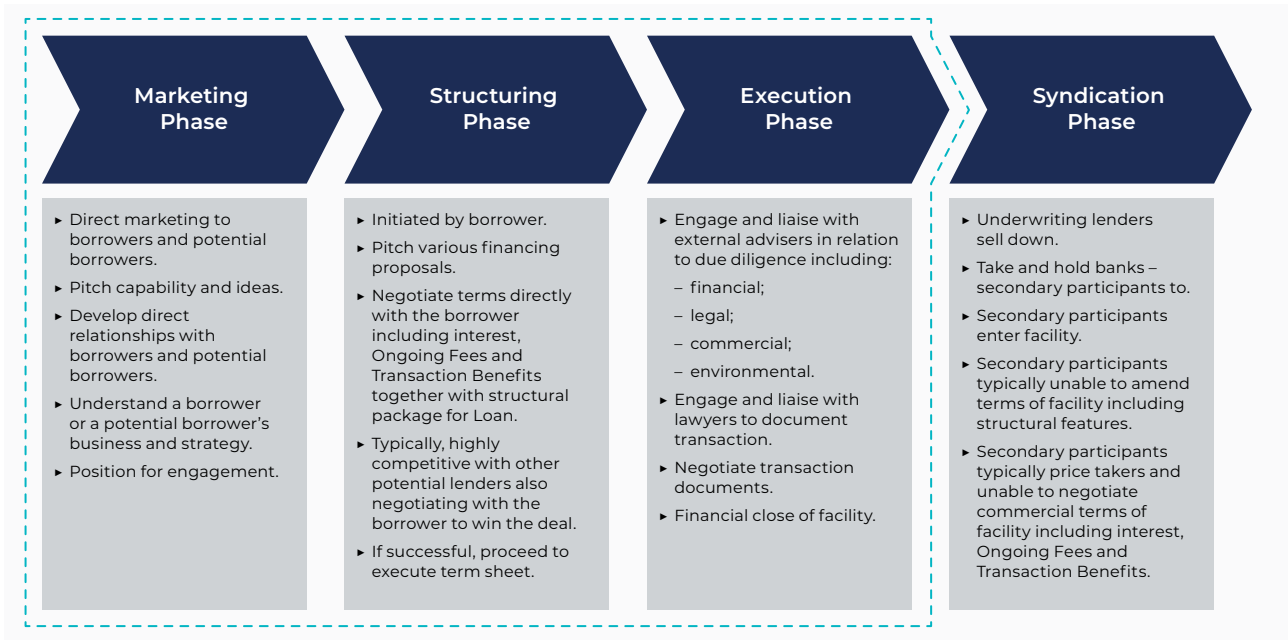 Marketing
Phase
Structuring
Phase
Execution
Phase
Syndication
Phase
► Direct marketing to
borrowers and potential
borrowers.
► Pitch capability and ideas.
► Develop direct
relationships with
borrowers and potential
borrowers.
► Understand a borrower
or a potential borrower’s
business and strategy.
► Position for engagement.
► Initiated by borrower.
► Pitch various financing
proposals.
► Negotiate terms directly
with the borrower
including interest,
Ongoing Fees and
Transaction Benefits
together with structural
package for Loan.
► Typically, highly
competitive with other
potential lenders also
negotiating with the
borrower to win the deal.
► If successful, proceed to
execute term sheet.
► Engage and liaise with
external advisers in relation
to due diligence including:
– financial;
– legal;
– commercial;
– environmental.
► Engage and liaise with
lawyers to document
transaction.
► Negotiate transaction
documents.
► Financial close of facility.
► Underwriting lenders
sell down.
► Take and hold banks –
secondary participants to.
► Secondary participants
enter facility.
► Secondary participants
typically unable to amend
terms of facility including
structural features.
► Secondary participants
typically price takers and
unable to negotiate
commercial terms of
facility including interest,
Ongoing Fees and
Transaction Benefits.